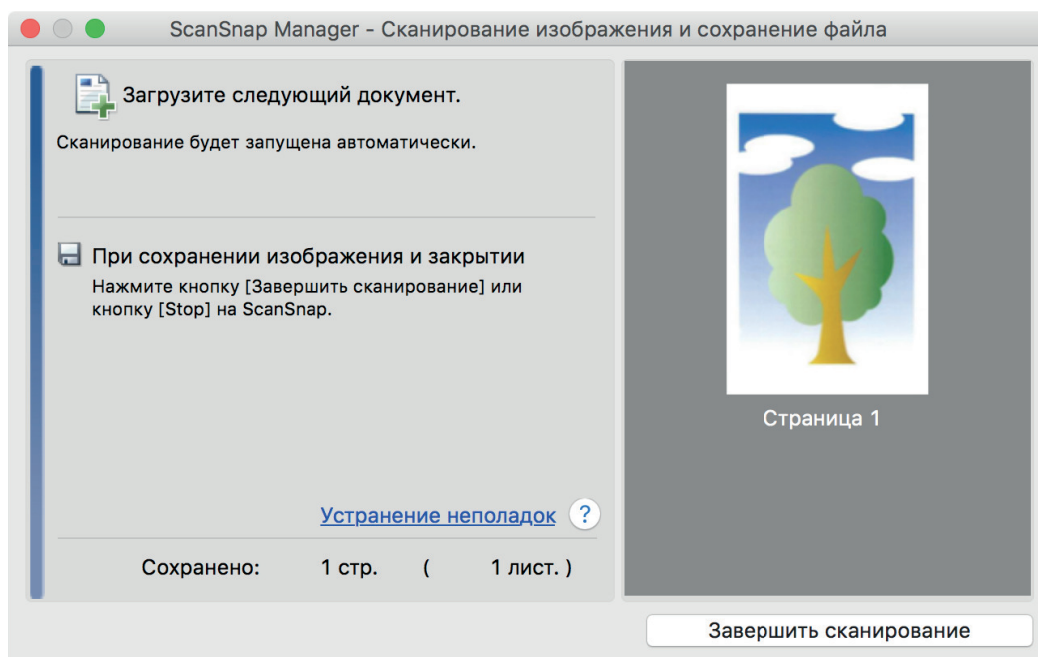 ScanSnap Manager - Сканирование изображения и сохранение файла
Загрузите следующий документ.
Сканирование будет запущена автоматически.
При сохранении изображения и закрытии
Нажмите кнопку [Завершить сканирование] или
кнопку [Stop] на ScanSnap.
Устранение неполадок ?
Сохранено: 1 стр. ( 1 лист. )
Страница 1
Завершить сканирование